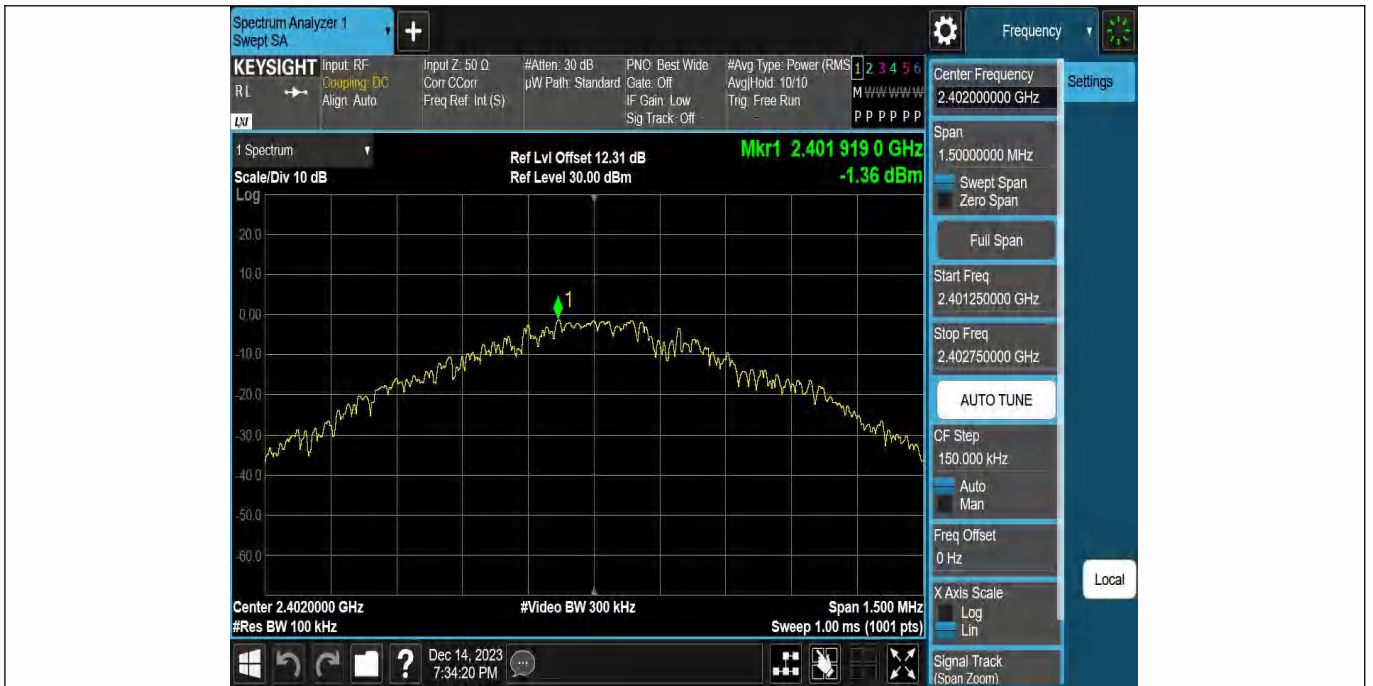 Spectrum Analyzer 1
Swept SA
+
Frequency
KEYSIGHT
RL
LXI
Input: RF
Coupling: DC
Align: Auto
Input Z: 50 Ω
Corr CCorr
Freq Ref: Int (S)
#Atten: 30 dB
µW Path: Standard
PNO: Best Wide
Gate: Off
IF Gain: Low
Sig Track: Off
#Avg Type: Power (RMS
Avg|Hold: 10/10
Trig: Free Run
1 2 3 4 5 6
M W W W W W
P P P P P P
1 Spectrum
Scale/Div 10 dB
Ref Lvl Offset 12.31 dB
Ref Level 30.00 dBm
Mkr1 2.401 919 0 GHz
-1.36 dBm
Log
20.0
10.0
0.00
-10.0
-20.0
-30.0
-40.0
-50.0
-60.0
1
Center 2.4020000 GHz
#Res BW 100 kHz
#Video BW 300 kHz
Span 1.500 MHz
Sweep 1.00 ms (1001 pts)
Center Frequency
2.402000000 GHz
Settings
Span
1.50000000 MHz
Swept Span
Zero Span
Full Span
Start Freq
2.401250000 GHz
Stop Freq
2.402750000 GHz
AUTO TUNE
CF Step
150.000 kHz
Auto
Man
Freq Offset
0 Hz
X Axis Scale
Log
Lin
Local
Signal Track
(Span Zoom)
?
Dec 14, 2023
7:34:20 PM